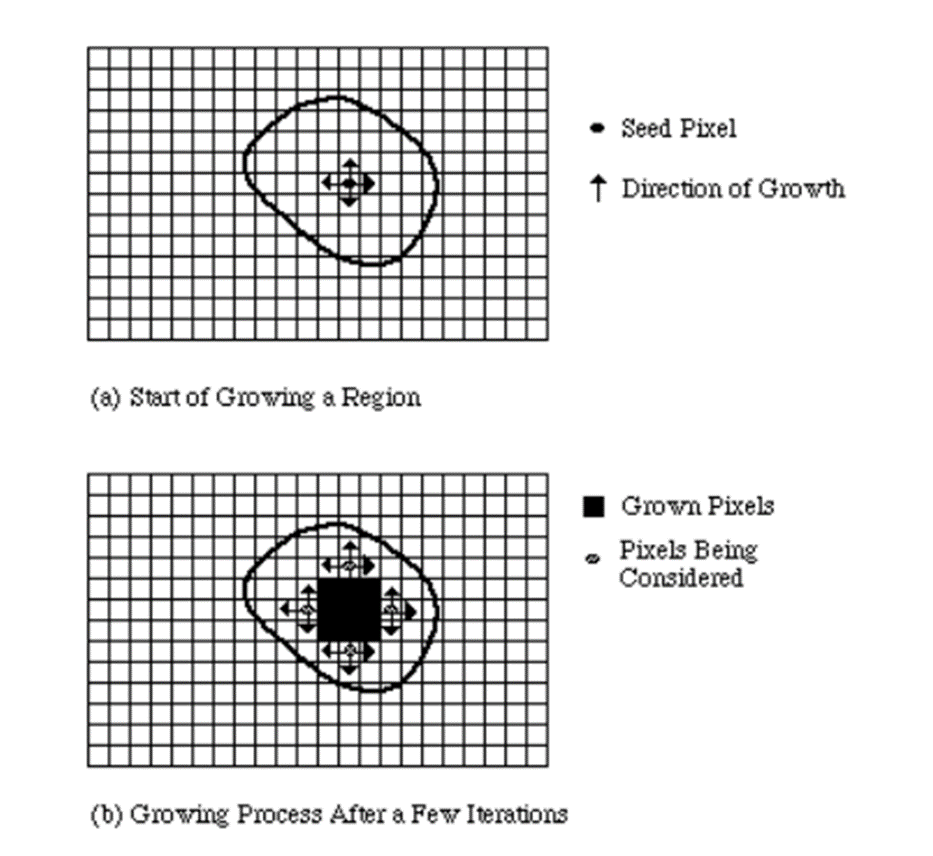 Seed Pixel
Direction of Growth
(a) Start of Growing a Region
Grown Pixels
Pixels Being
Considered
(b) Growing Process After a Few Iterations